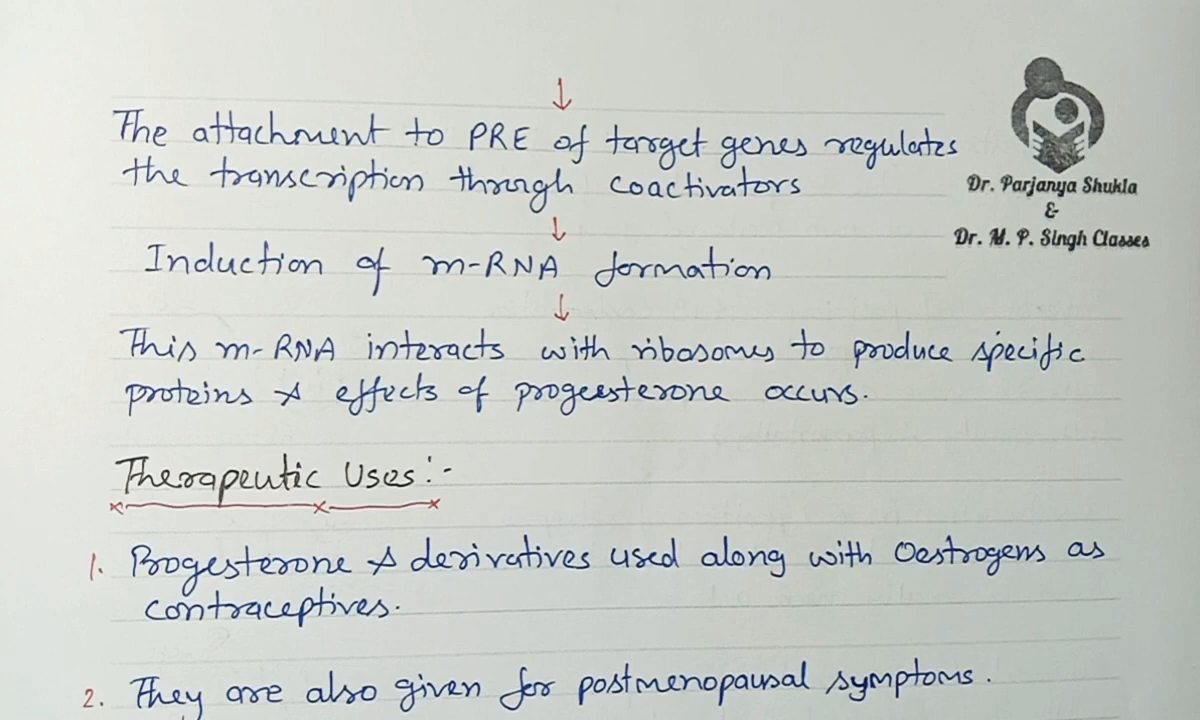 ↓
The attachment to PRE of target genes regulates
the transcription through coactivators
↓
Induction of m-RNA formation
↓
This m-RNA interacts with ribosomes to produce specific
proteins & effects of progeesterone occurs.
Therapeutic Uses:-
1. Progesterone & derivatives used along with Oestrogens as
contraceptives.
2. They are also given for postmenopausal symptoms.
Dr. Parjanya Shukla
&
Dr. M. P. Singh Classes